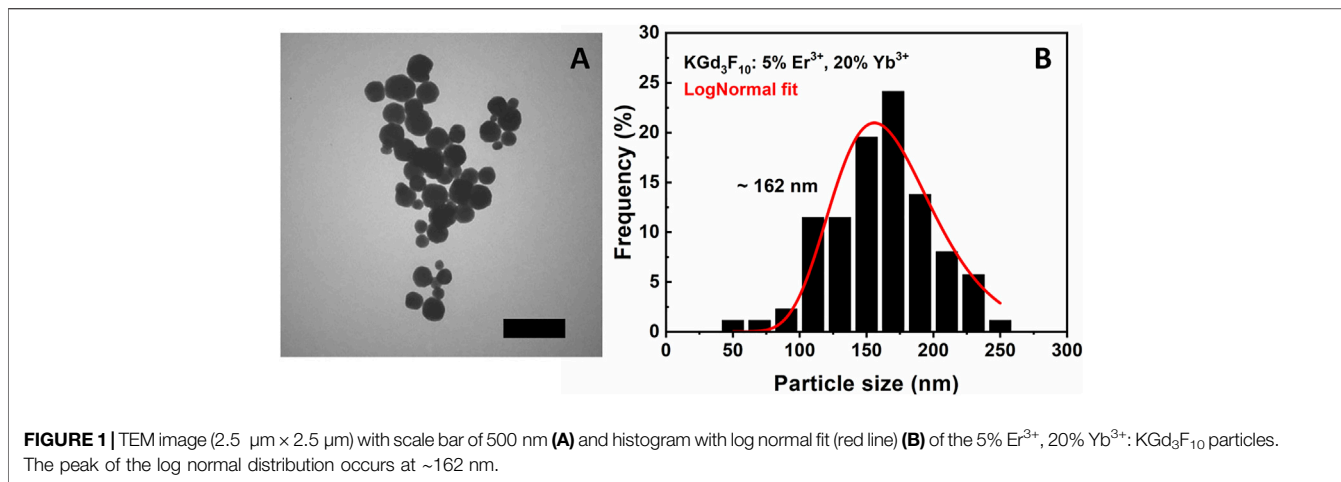 A
B
KGd₃F₁₀: 5% Er³⁺, 20% Yb³⁺
LogNormal fit
~ 162 nm
Frequency (%)
30
25
20
15
10
5
0
0 50 100 150 200 250 300
Particle size (nm)
FIGURE 1 | TEM image (2.5 µm × 2.5 µm) with scale bar of 500 nm (A) and histogram with log normal fit (red line) (B) of the 5% Er³⁺, 20% Yb³⁺: KGd₃F₁₀ particles.
The peak of the log normal distribution occurs at ~162 nm.